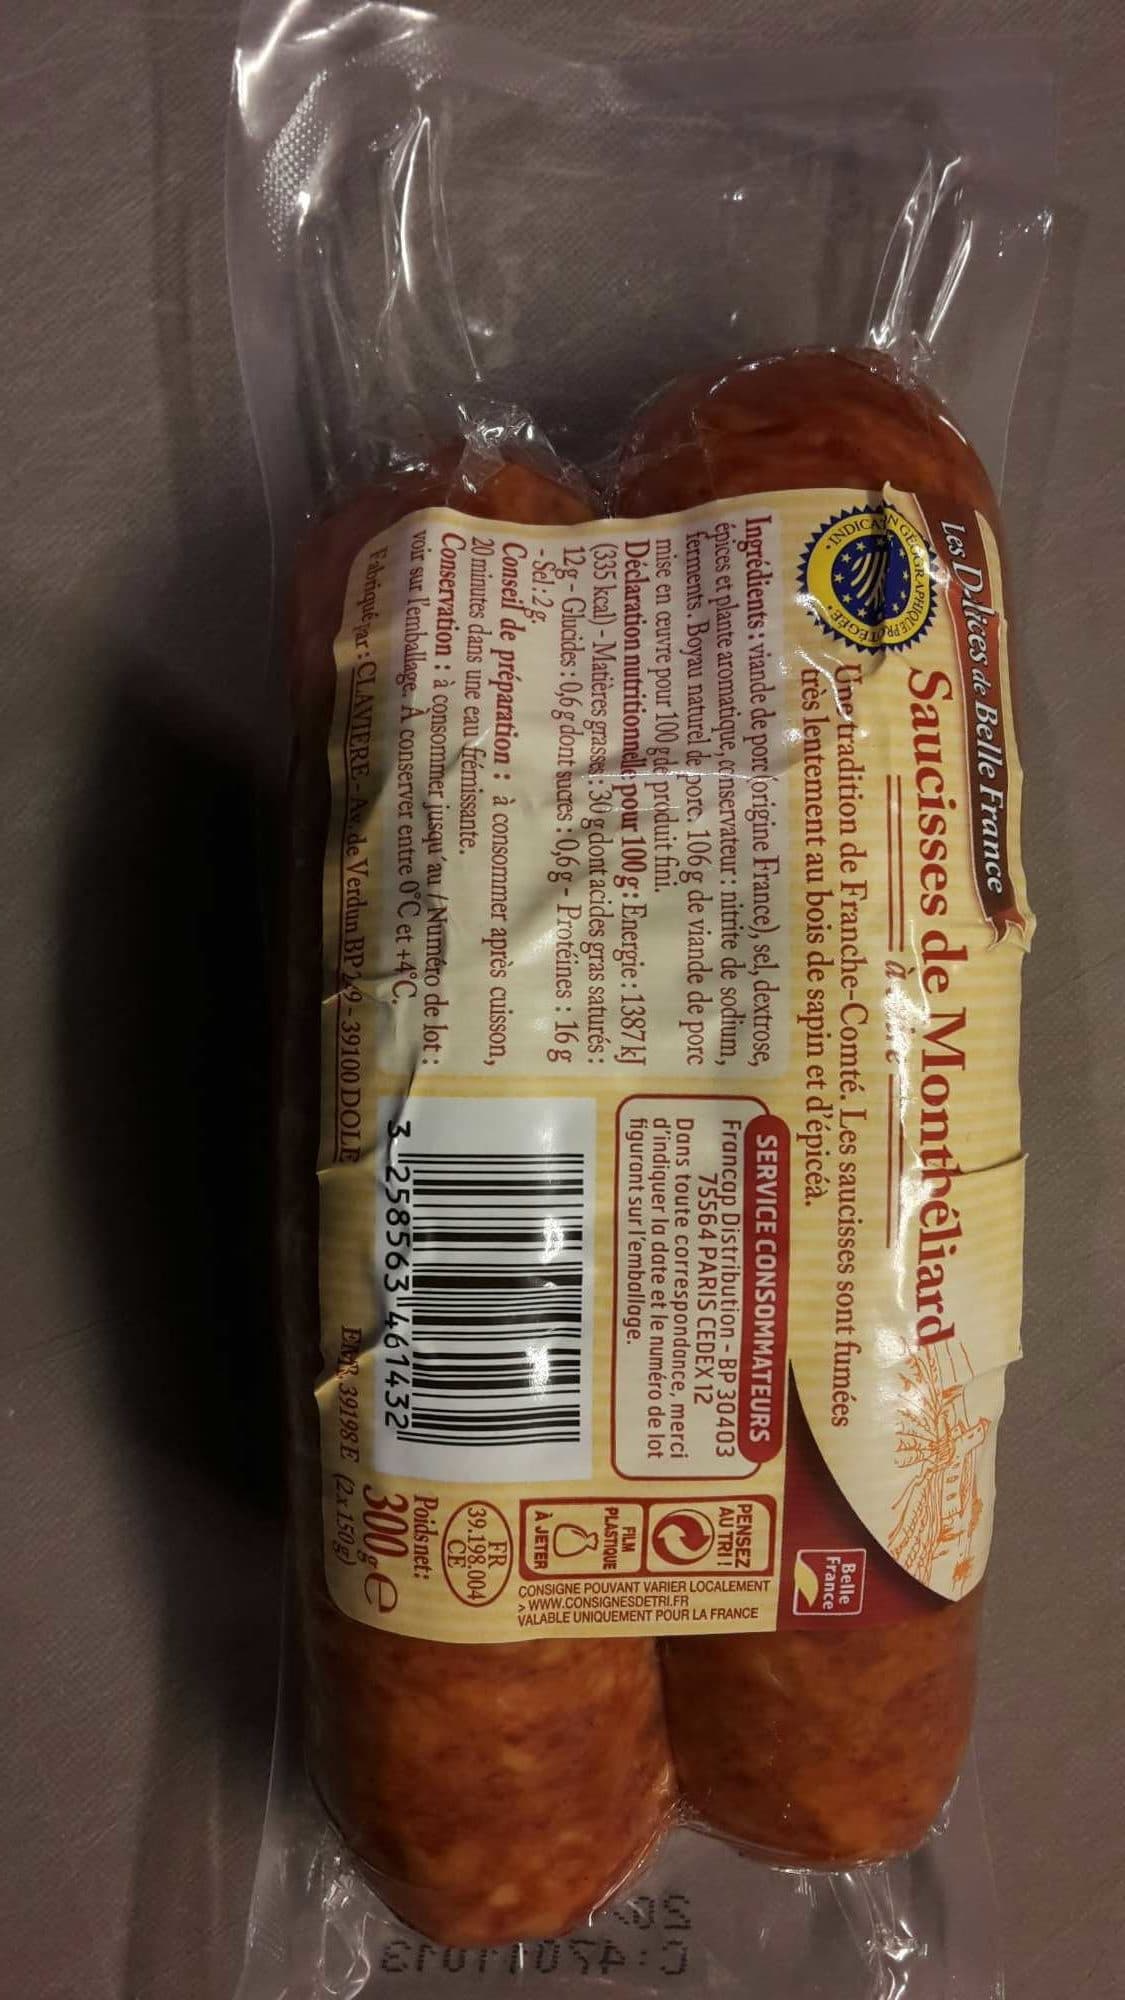 Les Délices de Belle France
Saucisses de Montbéliard
Une tradition de Franche-Comté. Les saucisses sont fumées
très lentement au bois de sapin et d'épicéa.
Belle
France
Ingrédients : viande de porc (origine France), sel, dextrose,
épices et plante aromatique, conservateur : nitrite de sodium,
ferments. Boyau naturel de porc. 106 g de viande de porc
mise en œuvre pour 100 g de produit fini.
Déclaration nutritionnelle pour 100 g : Energie : 1387 kJ
(335 kcal) - Matières grasses : 30 g dont acides gras saturés :
12g - Glucides : 0,6 g dont sucres : 0,6 g - Protéines : 16 g
- Sel : 2 g.
Conseil de préparation : à consommer après cuisson,
20 minutes dans une eau frémissante.
Conservation : à consommer jusqu'au / Numéro de lot :
voir sur l'emballage. À conserver entre 0°C et +4°C.
Fabriqué par : CLAVIERE - Av. de Verdun BP 149 - 39100 DOLE
SERVICE CONSOMMATEURS
Francap Distribution - BP 30403
75564 PARIS CEDEX 12
Dans toute correspondance, merci
d'indiquer la date et le numéro de lot
figurant sur l'emballage.
3 258563 461432
EMB 39198 E (2x150 g)
PENSEZ
AU TRI !
FILM
PLASTIQUE
À JETER
CONSIGNE POUVANT VARIER LOCALEMENT
> WWW.CONSIGNESDETRI.FR
VALABLE UNIQUEMENT POUR LA FRANCE
FR
39.198.004
CE
Poids net :
300 g e